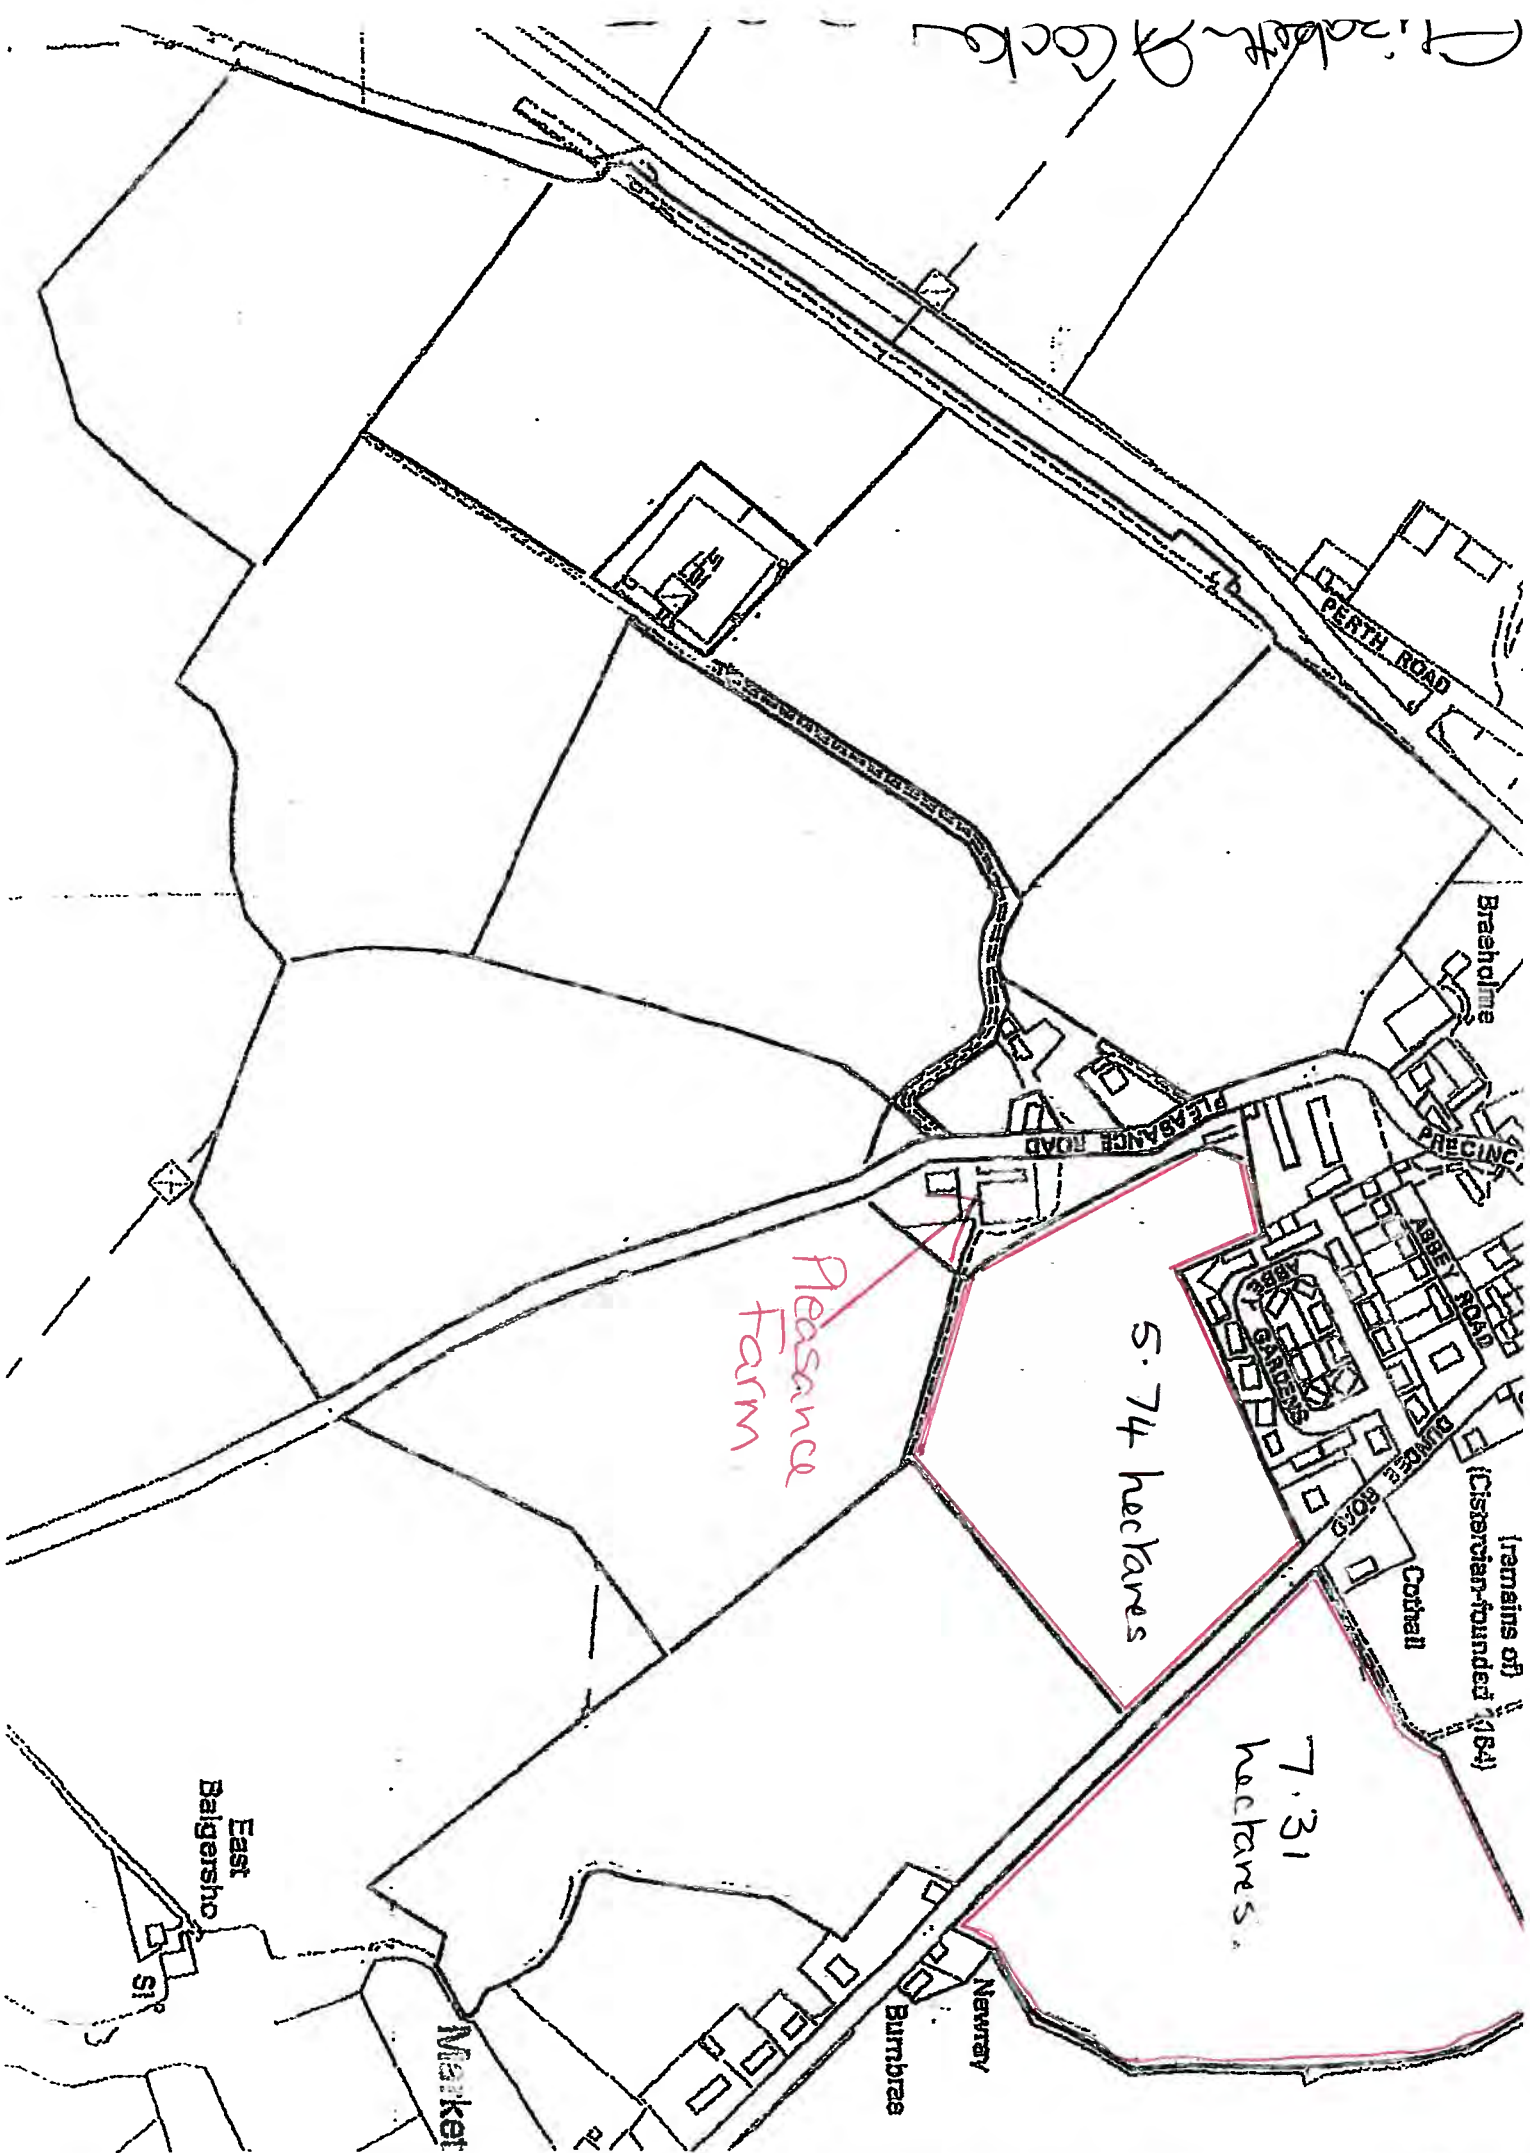 Elizabeth
PERTH ROAD
Braeholme
PRECINC
ABBEY ROAD
PLEASANCE ROAD
ABBEY GARDENS
DUNDEE ROAD
(remains of)
(Cistercian-founded 1164)
Cothall
5.74 hectares
7.31
hectares.
Pleasance
Farm
Newray
Burnbrae
East
Balgersho
Market